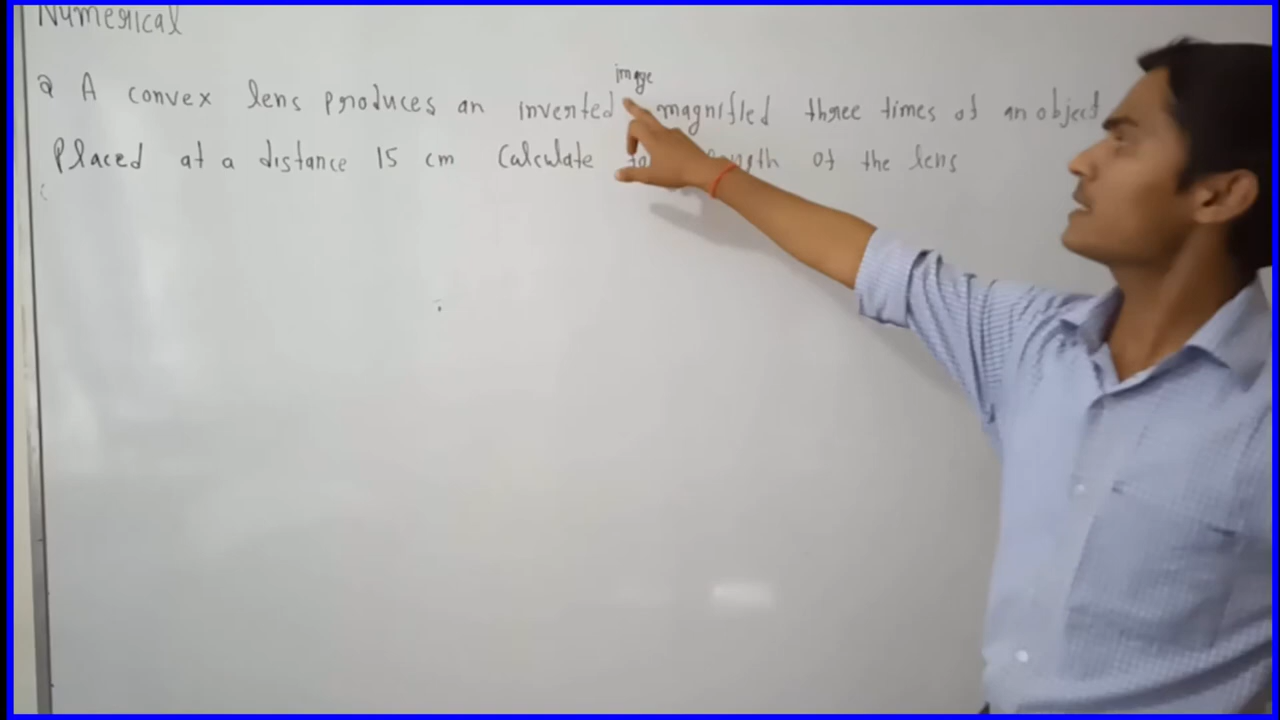 Numerical
Q A convex lens produces an inverted image magnified three times of an object
Placed at a distance 15 cm Calculate of the lens